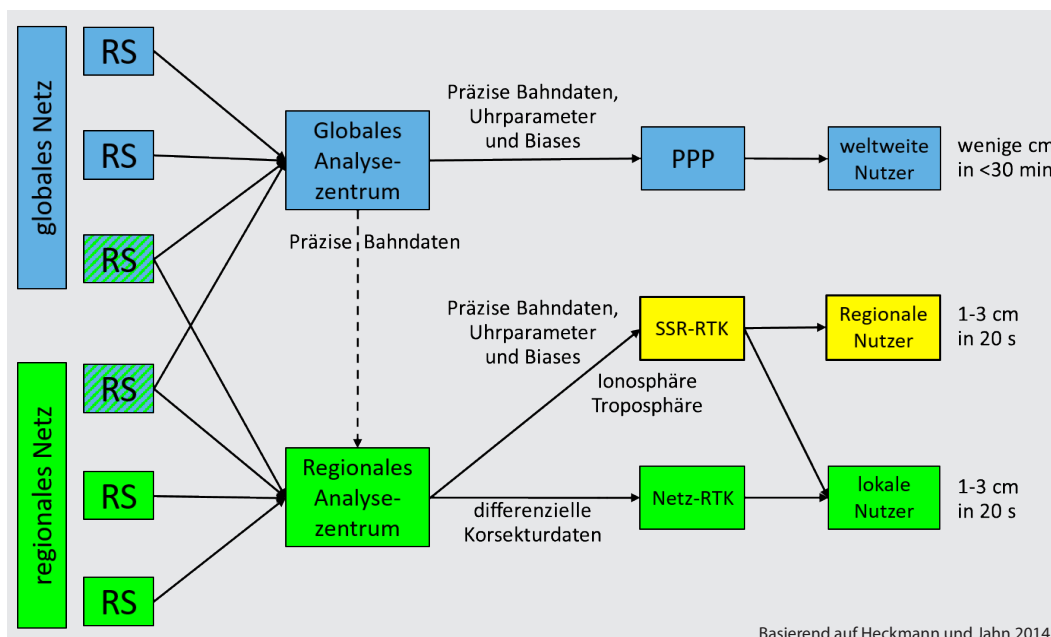 globales Netz
RS
RS
RS
Globales
Analyse-
zentrum
Präzise Bahndaten,
Uhrparameter
und Biases
PPP
weltweite
Nutzer
wenige cm
in <30 min
Präzise Bahndaten
regionales Netz
RS
RS
RS
Regionales
Analyse-
zentrum
Präzise Bahndaten,
Uhrparameter
und Biases
Ionosphäre
Troposphäre
SSR-RTK
Regionale
Nutzer
1-3 cm
in 20 s
differenzielle
Korsekturdaten
Netz-RTK
lokale
Nutzer
1-3 cm
in 20 s
Basierend auf Heckmann und Jahn 2014